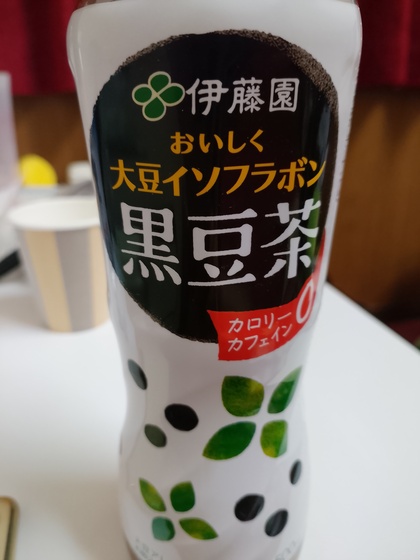 伊藤園
おいしく
大豆イソフラボン
黒豆茶
カロリー
カフェイン 0